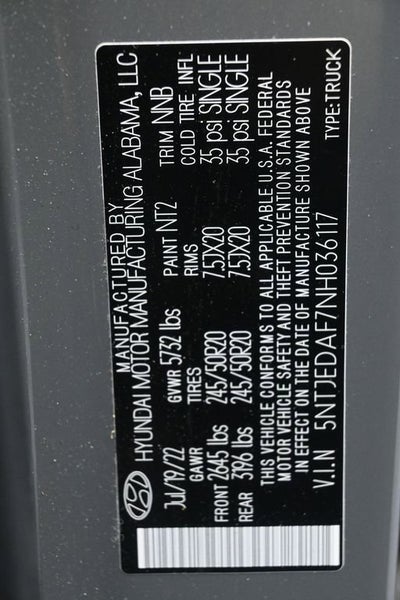 MANUFACTURED BY
HYUNDAI MOTOR MANUFACTURING ALABAMA, LLC
Jul/19/22 GVWR 5732 lbs PAINT NT2 TRIM NNB
GAWR TIRES RIMS COLD TIRE INFL
FRONT 2645 lbs 245/50R20 7.5JX20 35 psi SINGLE
REAR 3196 lbs 245/50R20 7.5JX20 35 psi SINGLE
THIS VEHICLE CONFORMS TO ALL APPLICABLE U.S.A. FEDERAL
MOTOR VEHICLE SAFETY AND THEFT PREVENTION STANDARDS
IN EFFECT ON THE DATE OF MANUFACTURE SHOWN ABOVE
V.I.N 5NTJEDAF7NH036117 TYPE:TRUCK